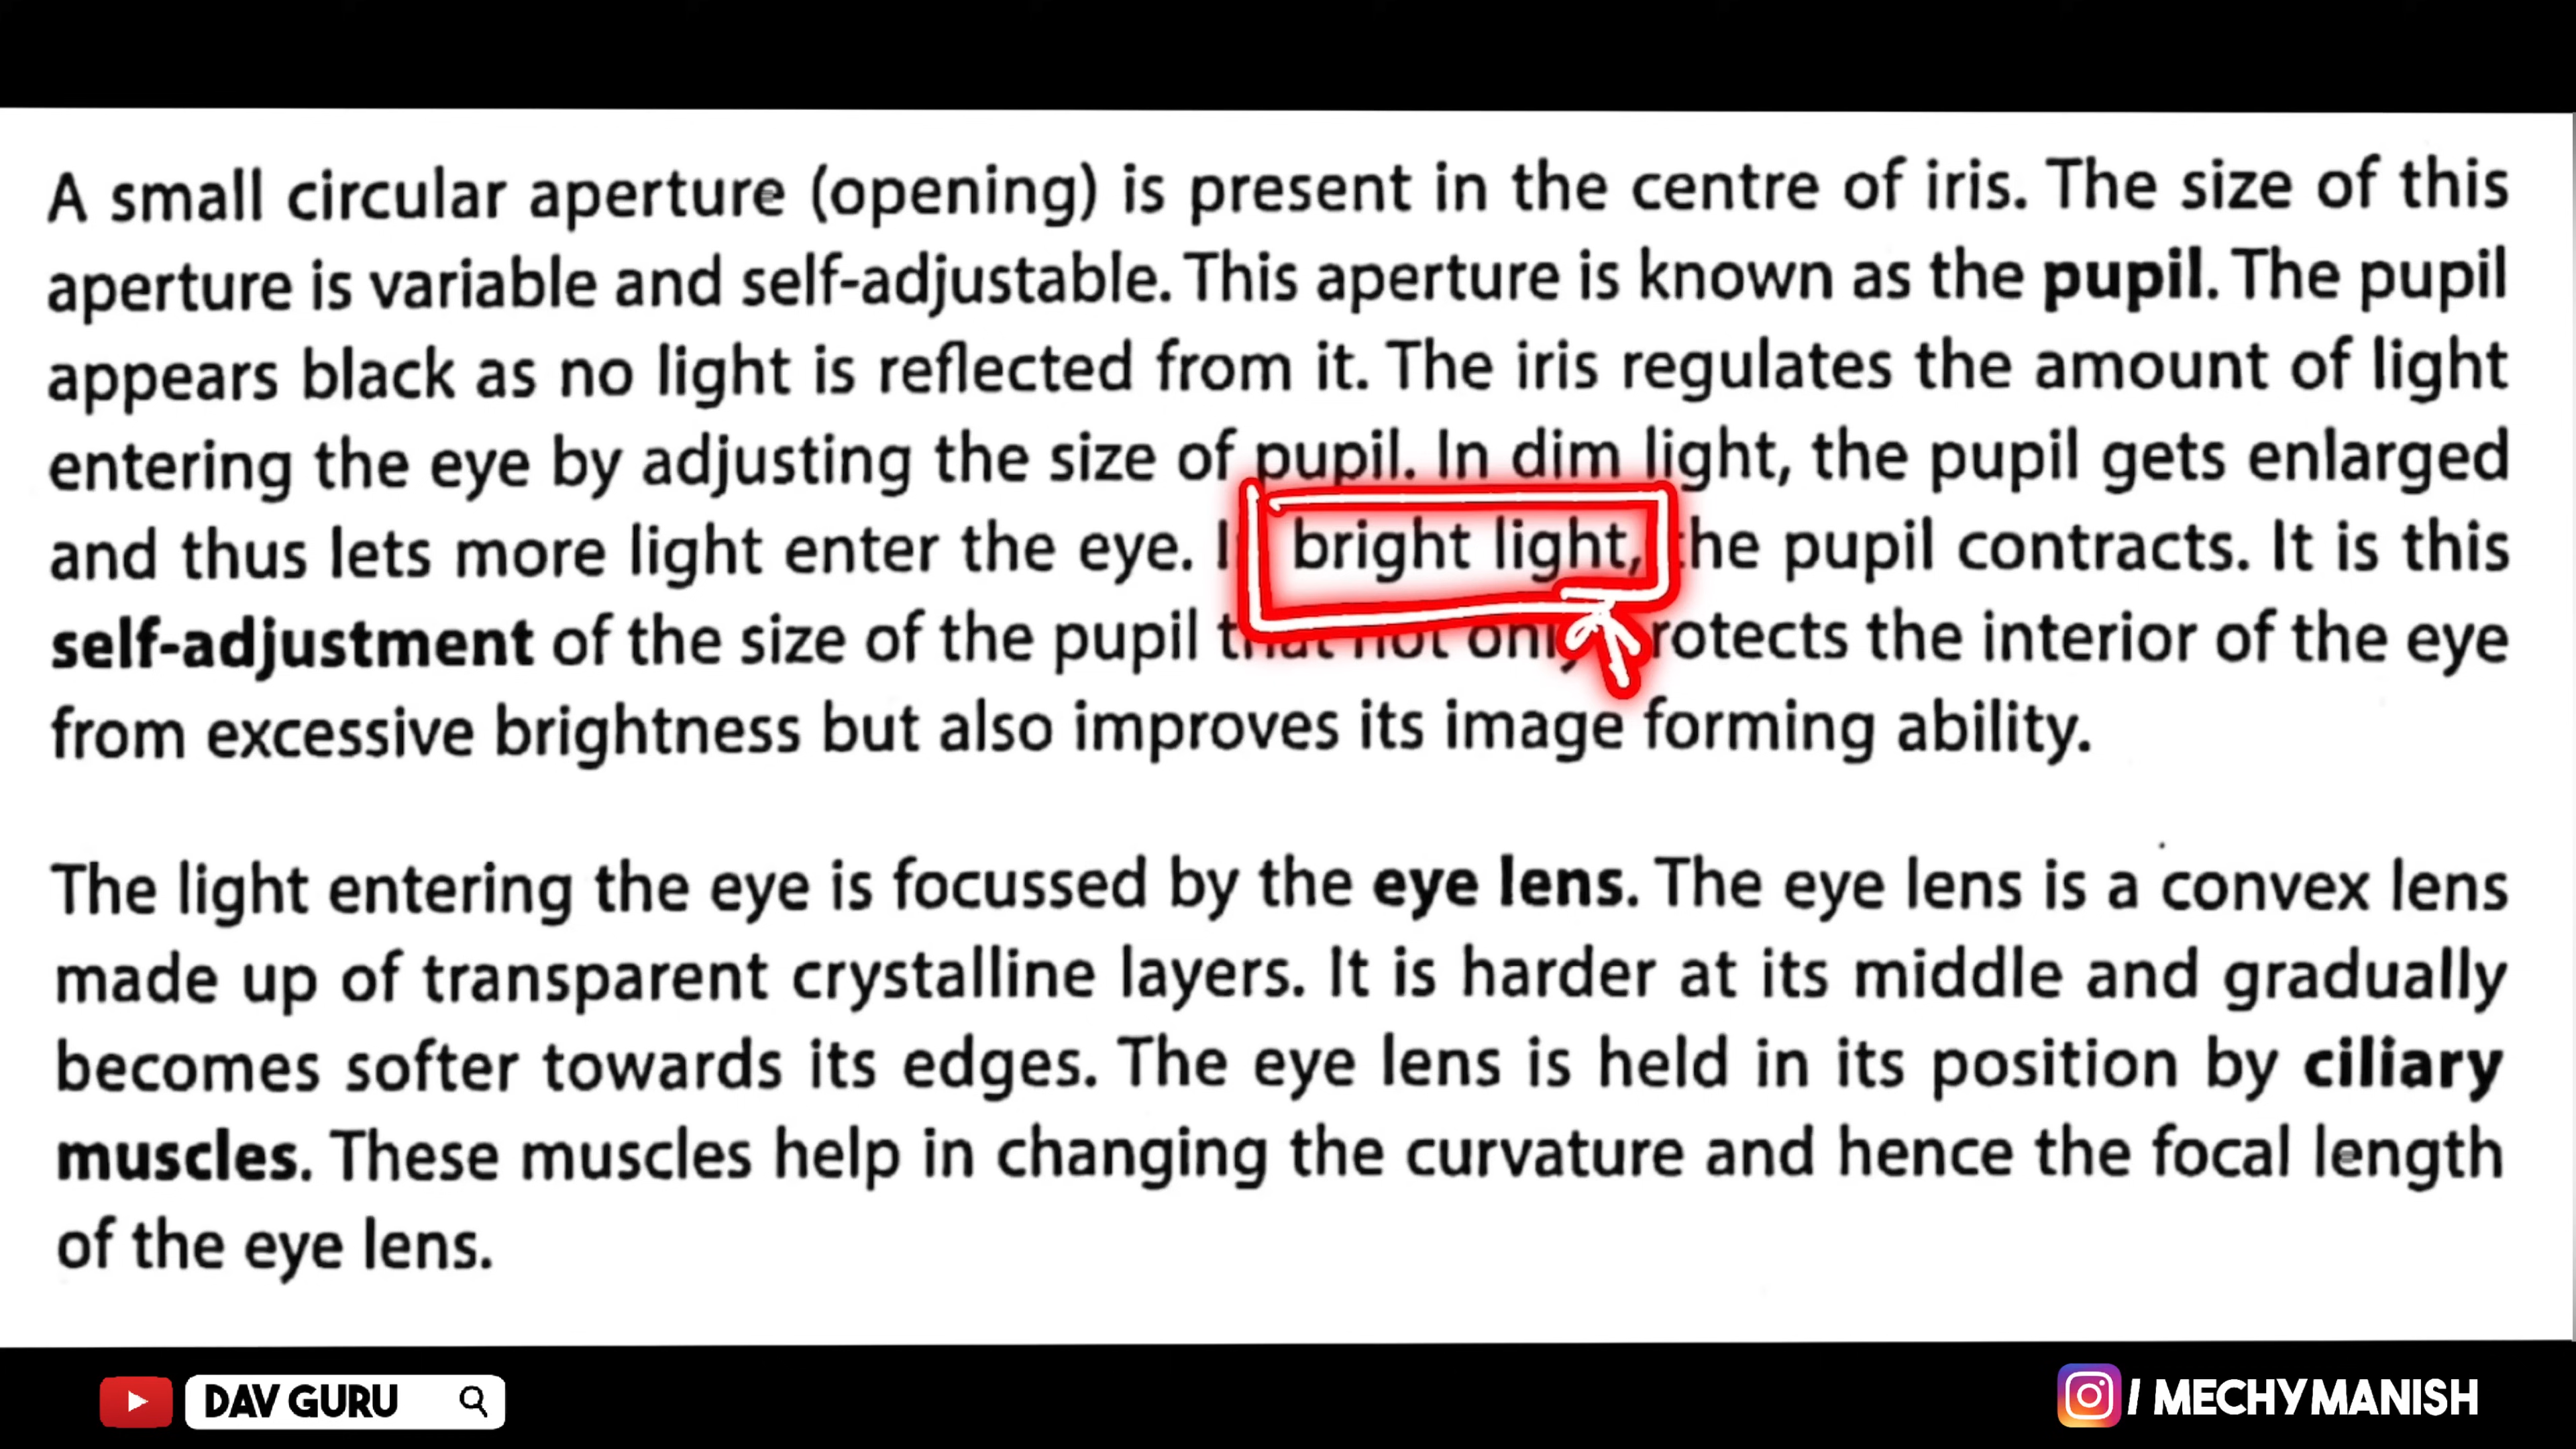 A small circular aperture (opening) is present in the centre of iris. The size of this
aperture is variable and self-adjustable. This aperture is known as the pupil. The pupil
appears black as no light is reflected from it. The iris regulates the amount of light
entering the eye by adjusting the size of pupil. In dim light, the pupil gets enlarged
and thus lets more light enter the eye. In bright light, the pupil contracts. It is this
self-adjustment of the size of the pupil that not only protects the interior of the eye
from excessive brightness but also improves its image forming ability.
The light entering the eye is focussed by the eye lens. The eye lens is a convex lens
made up of transparent crystalline layers. It is harder at its middle and gradually
becomes softer towards its edges. The eye lens is held in its position by ciliary
muscles. These muscles help in changing the curvature and hence the focal length
of the eye lens.
DAV GURU
/ MECHYMANISH